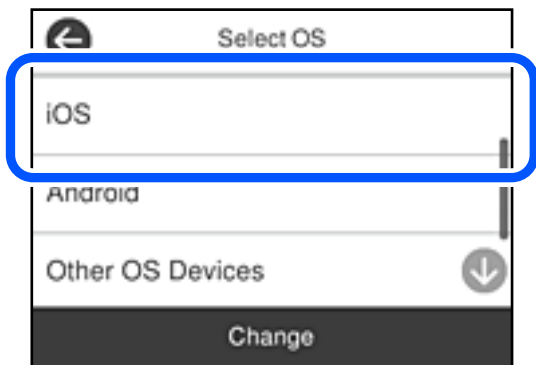 Select OS
iOS
Android
Other OS Devices
Change